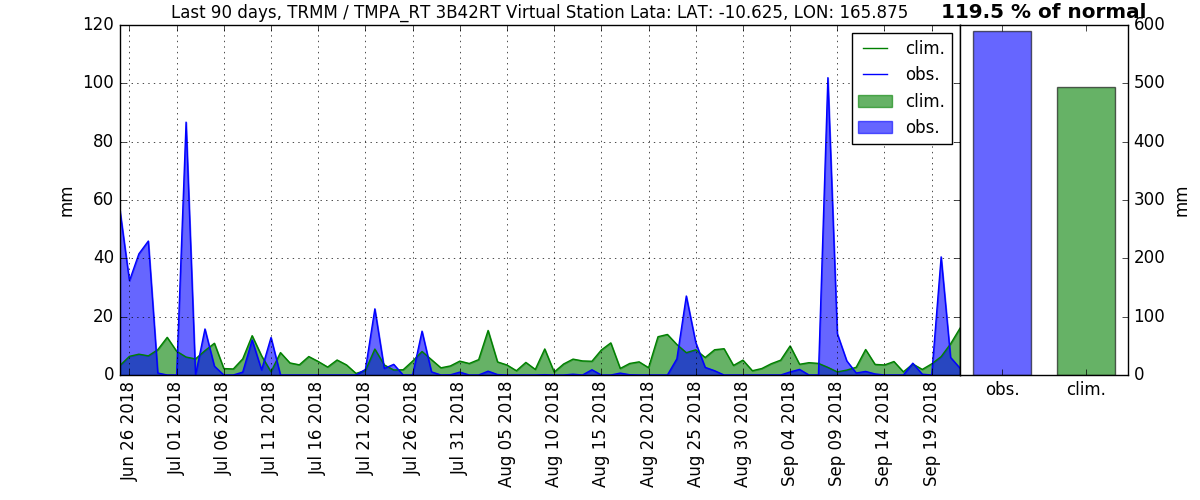 Last 90 days, TRMM / TMPA_RT 3B42RT Virtual Station Lata: LAT: -10.625, LON: 165.875
119.5 % of normal
120
100
80
60
40
20
0
mm
clim.
obs.
clim.
obs.
600
500
400
300
200
100
0
mm
Jun 26 2018
Jul 01 2018
Jul 06 2018
Jul 11 2018
Jul 16 2018
Jul 21 2018
Jul 26 2018
Jul 31 2018
Aug 05 2018
Aug 10 2018
Aug 15 2018
Aug 20 2018
Aug 25 2018
Aug 30 2018
Sep 04 2018
Sep 09 2018
Sep 14 2018
Sep 19 2018
obs.
clim.